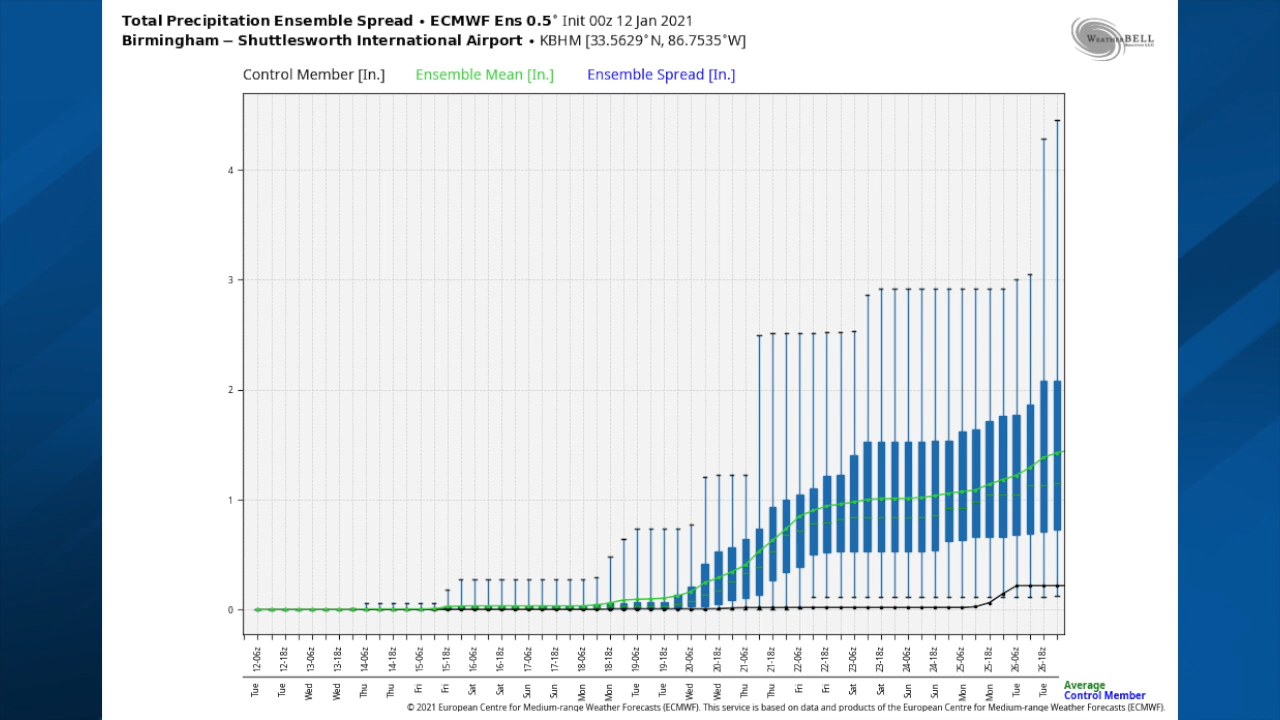 Total Precipitation Ensemble Spread • ECMWF Ens 0.5° Init 00z 12 Jan 2021
Birmingham – Shuttlesworth International Airport • KBHM [33.5629°N, 86.7535°W]
WEATHERBELL
Control Member [In.] Ensemble Mean [In.] Ensemble Spread [In.]
4
3
2
1
0
12-06z 12-18z 13-06z 13-18z 14-06z 14-18z 15-06z 15-18z 16-06z 16-18z 17-06z 17-18z 18-06z 18-18z 19-06z 19-18z 20-06z 20-18z 21-06z 21-18z 22-06z 22-18z 23-06z 23-18z 24-06z 24-18z 25-06z 25-18z 26-06z 26-18z
Tue Tue Wed Wed Thu Thu Fri Fri Sat Sat Sun Sun Mon Mon Tue Tue Wed Wed Thu Thu Fri Fri Sat Sat Sun Sun Mon Mon Tue Tue
Average
Control Member
© 2021 European Centre for Medium-range Weather Forecasts (ECMWF). This service is based on data and products of the European Centre for Medium-range Weather Forecasts (ECMWF).